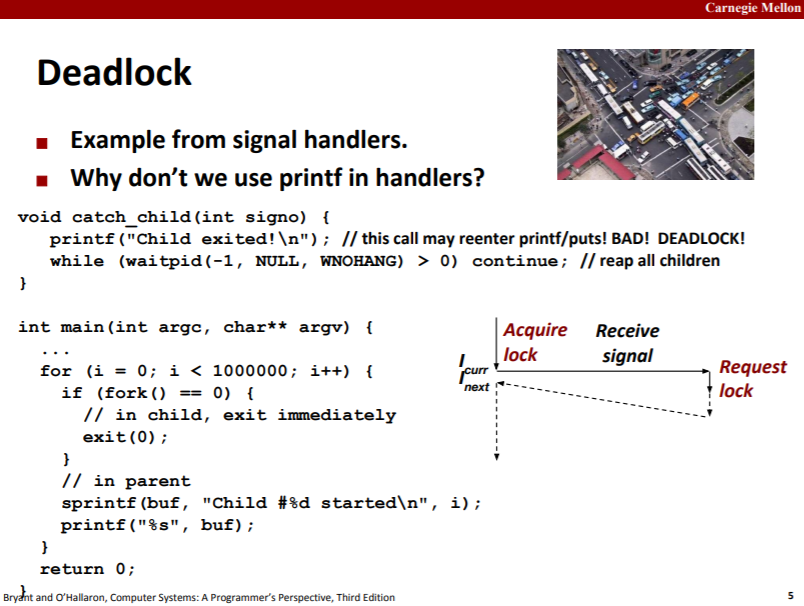 Carnegie Mellon
Deadlock
Example from signal handlers.
Why don't we use printf in handlers?
void catch_child(int signo) {
   printf("Child exited!\n"); // this call may reenter printf/puts! BAD!  DEADLOCK!
   while (waitpid(-1, NULL, WNOHANG) > 0) continue; // reap all children
}
int main(int argc, char** argv) {
  ...
  for (i = 0; i < 1000000; i++) {
    if (fork() == 0) {
      // in child, exit immediately
      exit(0);
    }
    // in parent
    sprintf(buf, "Child #%d started\n", i);
    printf("%s", buf);
  }
  return 0;
}
Acquire
lock
Receive
signal
Icurr
Inext
Request
lock
Bryant and O'Hallaron, Computer Systems: A Programmer's Perspective, Third Edition
5